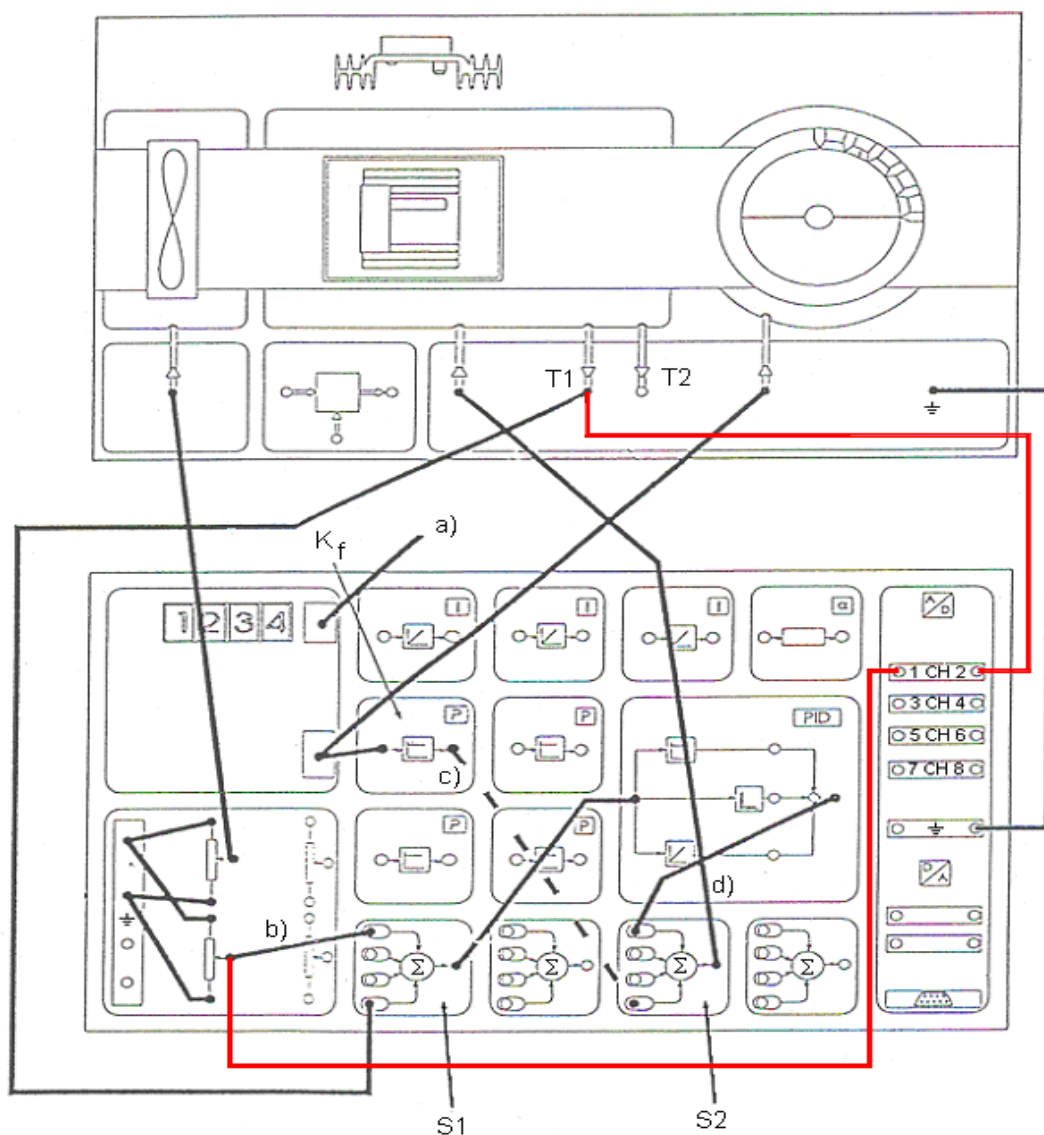 T1
T2
a)
K f
1 2 3 4
I
I
I
α
A/D
1 CH 2
3 CH 4
5 CH 6
7 CH 8
P
P
PID
c)
P
P
d)
D/A
b)
Σ
Σ
Σ
Σ
S1
S2